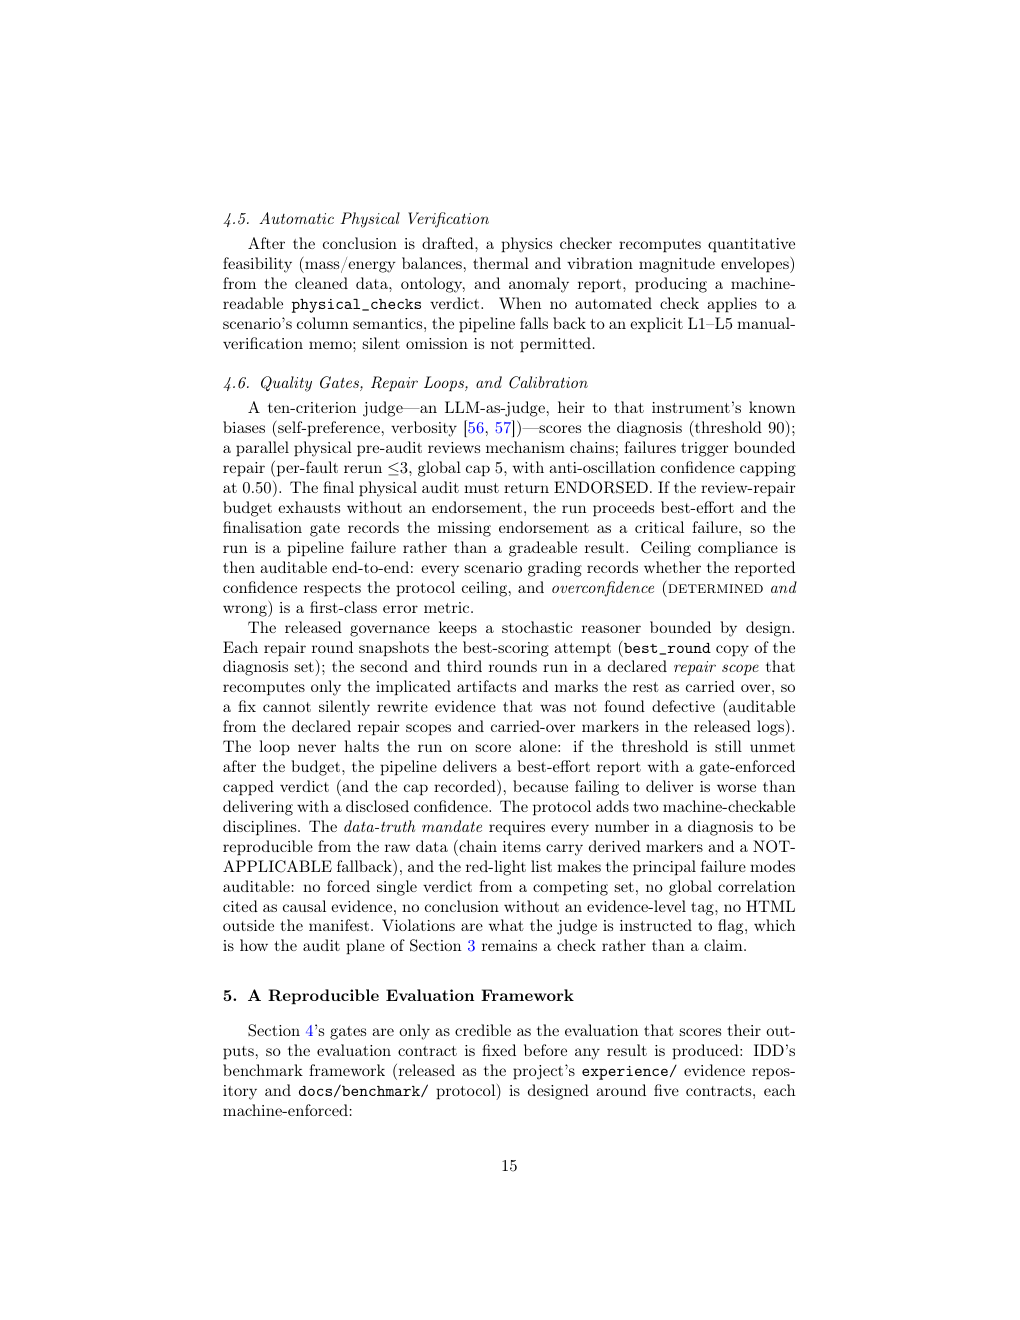 4.5. Automatic Physical Verification
After the conclusion is drafted, a physics checker recomputes quantitative
feasibility (mass/energy balances, thermal and vibration magnitude envelopes)
from the cleaned data, ontology, and anomaly report, producing a machine-
readable physical_checks verdict. When no automated check applies to a
scenario's column semantics, the pipeline falls back to an explicit L1–L5 manual-
verification memo; silent omission is not permitted.
4.6. Quality Gates, Repair Loops, and Calibration
A ten-criterion judge—an LLM-as-judge, heir to that instrument's known
biases (self-preference, verbosity [56, 57])—scores the diagnosis (threshold 90);
a parallel physical pre-audit reviews mechanism chains; failures trigger bounded
repair (per-fault rerun ≤3, global cap 5, with anti-oscillation confidence capping
at 0.50). The final physical audit must return ENDORSED. If the review-repair
budget exhausts without an endorsement, the run proceeds best-effort and the
finalisation gate records the missing endorsement as a critical failure, so the
run is a pipeline failure rather than a gradeable result. Ceiling compliance is
then auditable end-to-end: every scenario grading records whether the reported
confidence respects the protocol ceiling, and overconfidence (DETERMINED and
wrong) is a first-class error metric.
The released governance keeps a stochastic reasoner bounded by design.
Each repair round snapshots the best-scoring attempt (best_round copy of the
diagnosis set); the second and third rounds run in a declared repair scope that
recomputes only the implicated artifacts and marks the rest as carried over, so
a fix cannot silently rewrite evidence that was not found defective (auditable
from the declared repair scopes and carried-over markers in the released logs).
The loop never halts the run on score alone: if the threshold is still unmet
after the budget, the pipeline delivers a best-effort report with a gate-enforced
capped verdict (and the cap recorded), because failing to deliver is worse than
delivering with a disclosed confidence. The protocol adds two machine-checkable
disciplines. The data-truth mandate requires every number in a diagnosis to be
reproducible from the raw data (chain items carry derived markers and a NOT-
APPLICABLE fallback), and the red-light list makes the principal failure modes
auditable: no forced single verdict from a competing set, no global correlation
cited as causal evidence, no conclusion without an evidence-level tag, no HTML
outside the manifest. Violations are what the judge is instructed to flag, which
is how the audit plane of Section 3 remains a check rather than a claim.
5. A Reproducible Evaluation Framework
Section 4's gates are only as credible as the evaluation that scores their out-
puts, so the evaluation contract is fixed before any result is produced: IDD's
benchmark framework (released as the project's experience/ evidence repos-
itory and docs/benchmark/ protocol) is designed around five contracts, each
machine-enforced:
15